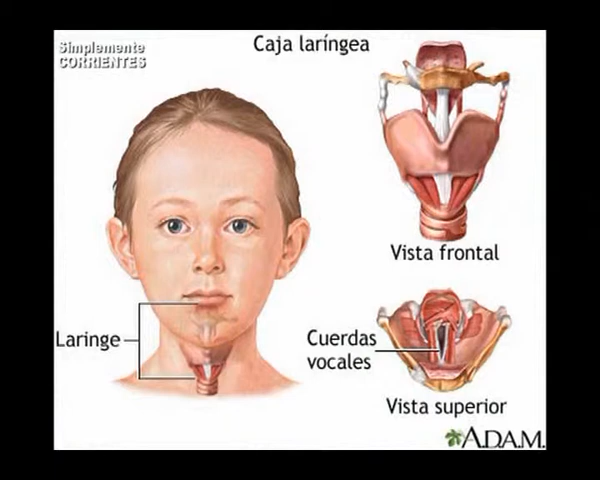 Simplemente
CORRIENTES
Caja laríngea
Vista frontal
Laringe
Cuerdas
vocales
Vista superior
A.D.A.M.